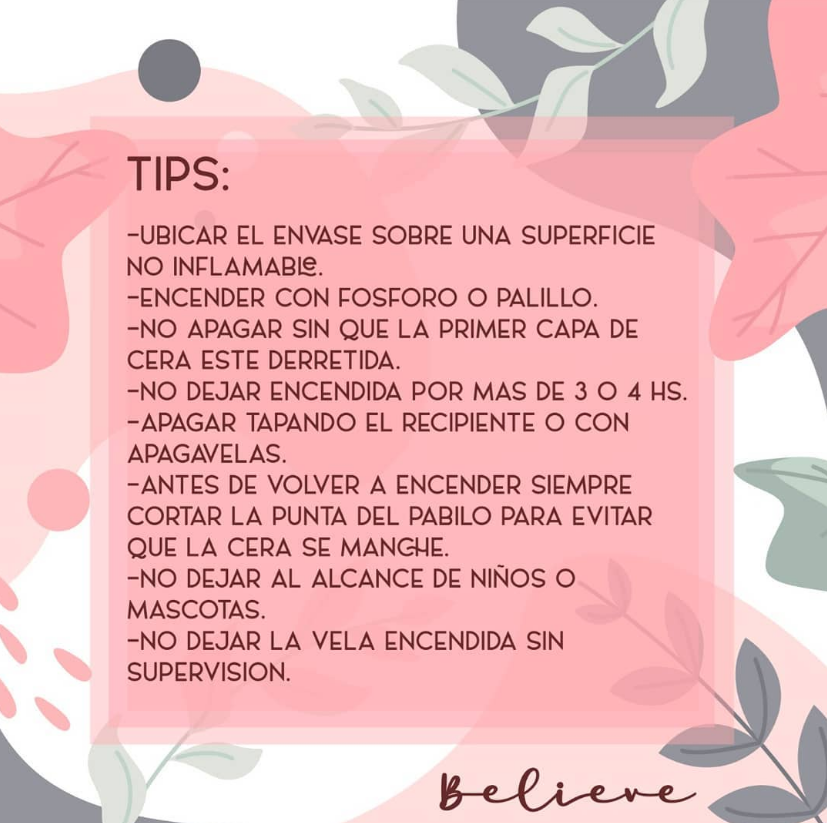 TIPS:
-UBICAR EL ENVASE SOBRE UNA SUPERFICIE
NO INFLAMABle.
-ENCENDER CON FOSFORO O PALILLO.
-NO APAGAR SIN QUE LA PRIMER CAPA DE
CERA ESTE DERRETIDA.
-NO DEJAR ENCENDIDA POR MAS DE 3 O 4 HS.
-APAGAR TAPANDO EL RECIPIENTE O CON
APAGAVELAS.
-ANTES DE VOLVER A ENCENDER SIEMPRE
CORTAR LA PUNTA DEL PABILO PARA EVITAR
QUE LA CERA SE MANCHE.
-NO DEJAR AL ALCANCE DE NIÑOS O
MASCOTAS.
-NO DEJAR LA VELA ENCENDIDA SIN
SUPERVISION.
Believe